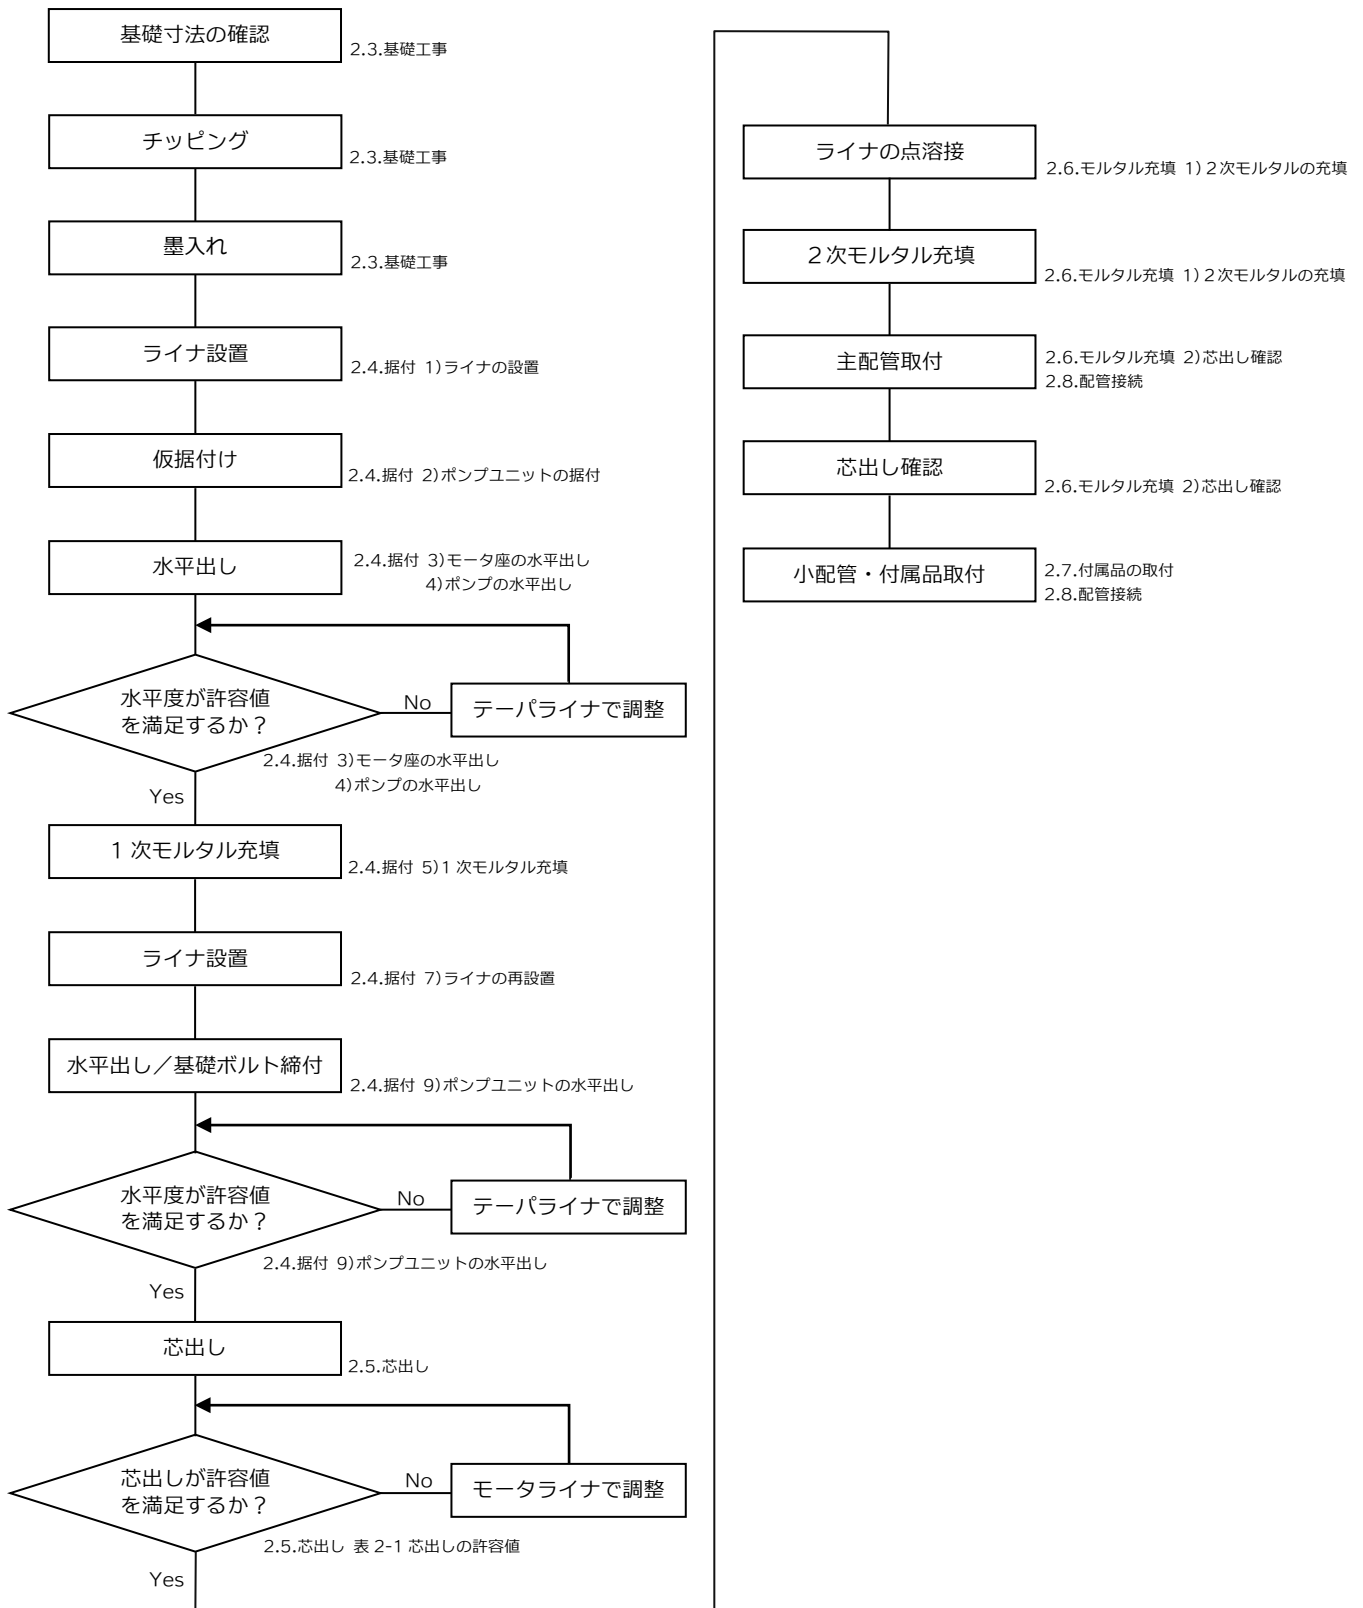 基礎寸法の確認
2.3.基礎工事
チッピング
2.3.基礎工事
墨入れ
2.3.基礎工事
ライナ設置
2.4.据付 1)ライナの設置
仮据付け
2.4.据付 2)ポンプユニットの据付
水平出し
2.4.据付 3)モータ座の水平出し
4)ポンプの水平出し
水平度が許容値
を満足するか？
No
テーパライナで調整
2.4.据付 3)モータ座の水平出し
4)ポンプの水平出し
Yes
1 次モルタル充填
2.4.据付 5)1 次モルタル充填
ライナ設置
2.4.据付 7)ライナの再設置
水平出し／基礎ボルト締付
2.4.据付 9)ポンプユニットの水平出し
水平度が許容値
を満足するか？
No
テーパライナで調整
2.4.据付 9)ポンプユニットの水平出し
Yes
芯出し
2.5.芯出し
芯出しが許容値
を満足するか？
No
モータライナで調整
2.5.芯出し 表 2-1 芯出しの許容値
Yes
ライナの点溶接
2.6.モルタル充填 1)２次モルタルの充填
２次モルタル充填
2.6.モルタル充填 1)２次モルタルの充填
主配管取付
2.6.モルタル充填 2)芯出し確認
2.8.配管接続
芯出し確認
2.6.モルタル充填 2)芯出し確認
小配管・付属品取付
2.7.付属品の取付
2.8.配管接続